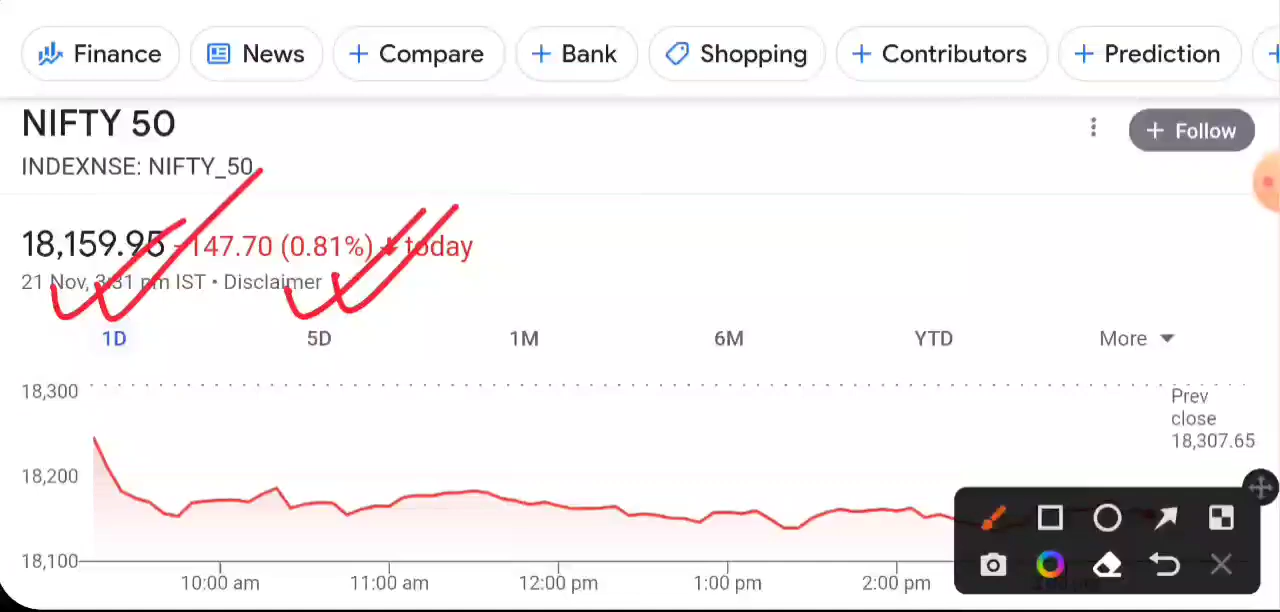 Finance News + Compare + Bank Shopping + Contributors + Prediction +
NIFTY 50
+ Follow
INDEXNSE: NIFTY_50
18,159.95 -147.70 (0.81%) ↓ today
21 Nov, 3:31 pm IST • Disclaimer
1D 5D 1M 6M YTD More
18,300
Prev
close
18,307.65
18,200
18,100
10:00 am 11:00 am 12:00 pm 1:00 pm 2:00 pm